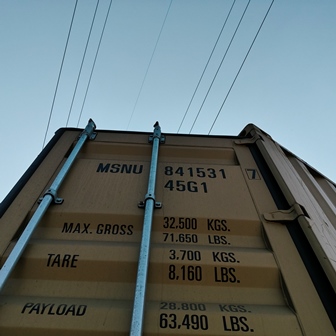 MSNU 841531 7
45G1
MAX. GROSS 32.500 KGS.
71.650 LBS.
TARE 3.700 KGS.
8,160 LBS.
PAYLOAD 28.800 KGS.
63,490 LBS.